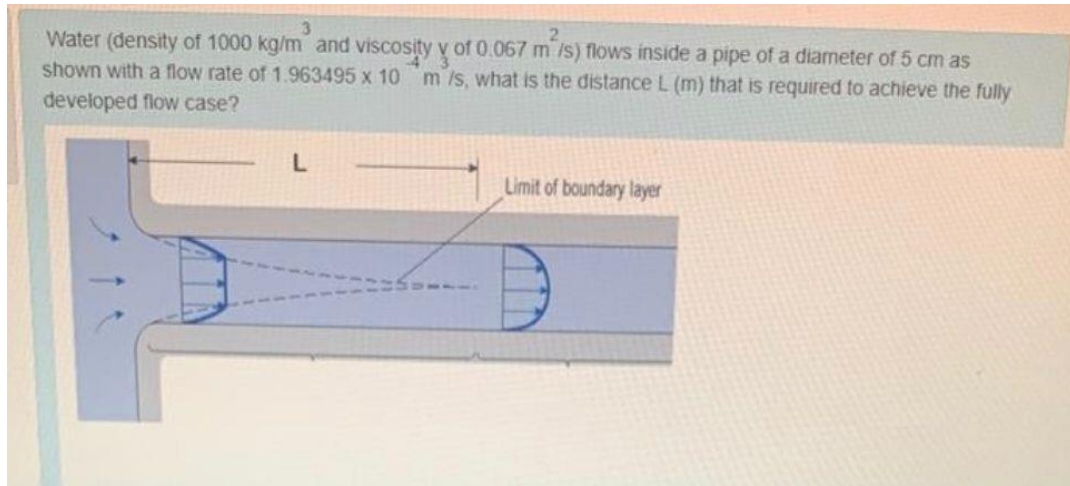 Water (density of 1000 kg/m³ and viscosity v of 0.067 m²/s) flows inside a pipe of a diameter of 5 cm as
shown with a flow rate of 1.963495 x 10⁻⁴ m³/s, what is the distance L (m) that is required to achieve the fully
developed flow case?
L
Limit of boundary layer